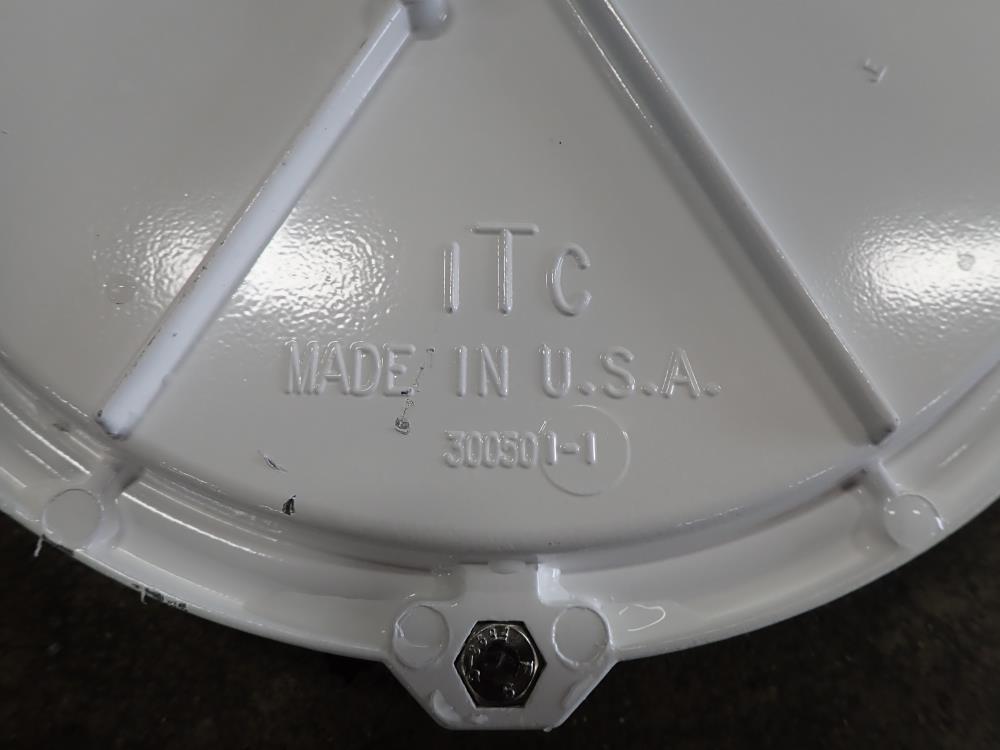 ITC
MADE IN U.S.A.
300501-1